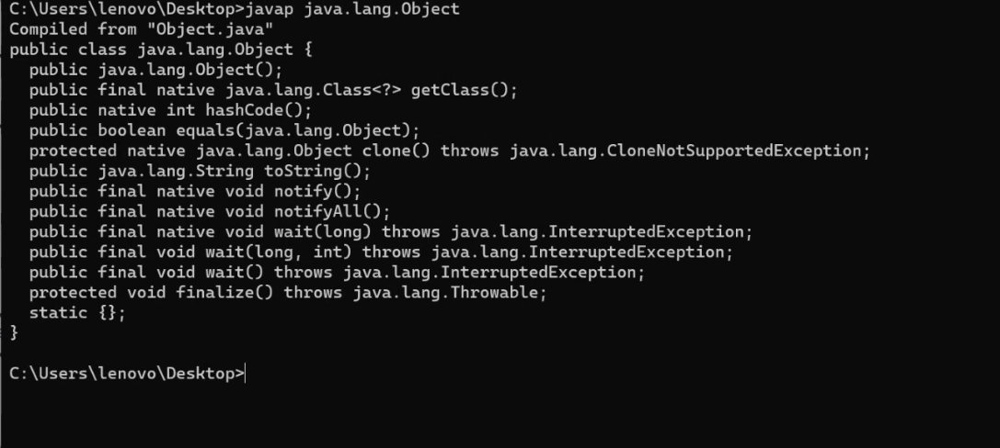 C:\Users\lenovo\Desktop>javap java.lang.Object
Compiled from "Object.java"
public class java.lang.Object {
  public java.lang.Object();
  public final native java.lang.Class<?> getClass();
  public native int hashCode();
  public boolean equals(java.lang.Object);
  protected native java.lang.Object clone() throws java.lang.CloneNotSupportedException;
  public java.lang.String toString();
  public final native void notify();
  public final native void notifyAll();
  public final native void wait(long) throws java.lang.InterruptedException;
  public final void wait(long, int) throws java.lang.InterruptedException;
  public final void wait() throws java.lang.InterruptedException;
  protected void finalize() throws java.lang.Throwable;
  static {};
}
C:\Users\lenovo\Desktop>